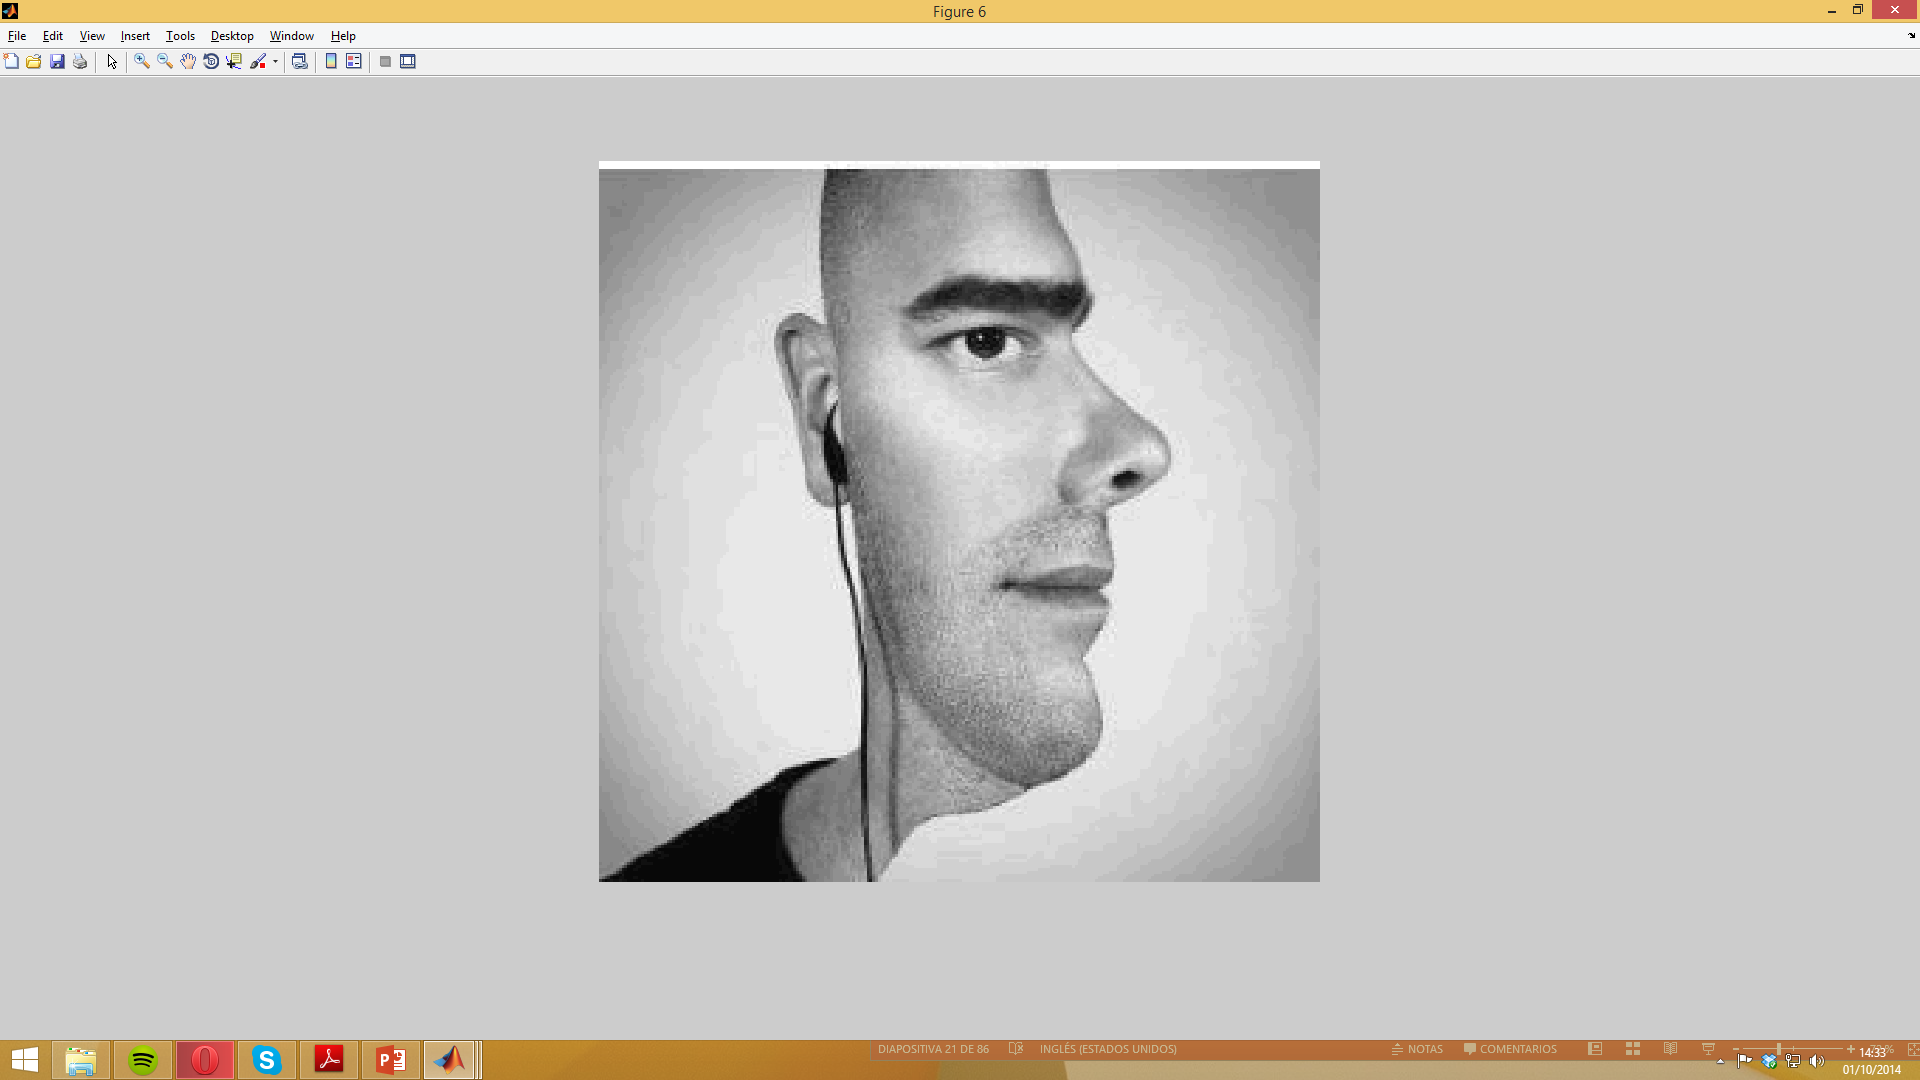 Figure 6
File Edit View Insert Tools Desktop Window Help
DIAPOSITIVA 21 DE 86 INGLÉS (ESTADOS UNIDOS) NOTAS COMENTARIOS
14:33
01/10/2014